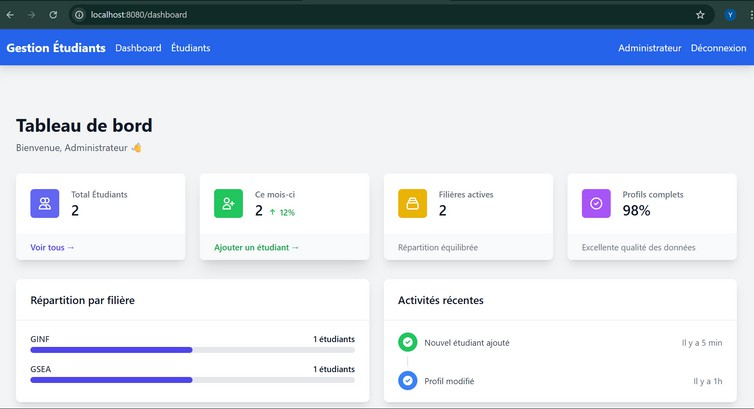 localhost:8080/dashboard
Y
Gestion Étudiants Dashboard Étudiants Administrateur Déconnexion
Tableau de bord
Bienvenue, Administrateur 👋
Total Étudiants
2
Voir tous →
Ce mois-ci
2 ↑ 12%
Ajouter un étudiant →
Filières actives
2
Répartition équilibrée
Profils complets
98%
Excellente qualité des données
Répartition par filière
GINF 1 étudiants
GSEA 1 étudiants
Activités récentes
Nouvel étudiant ajouté Il y a 5 min
Profil modifié Il y a 1h